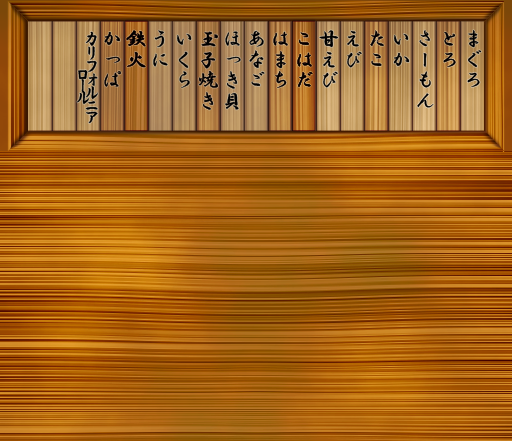 まぐろ
とろ
さーもん
いか
たこ
えび
甘えび
こはだ
はまち
あなご
ほっき貝
玉子焼き
いくら
うに
鉄火
かっぱ
カリフォルニア
ロール